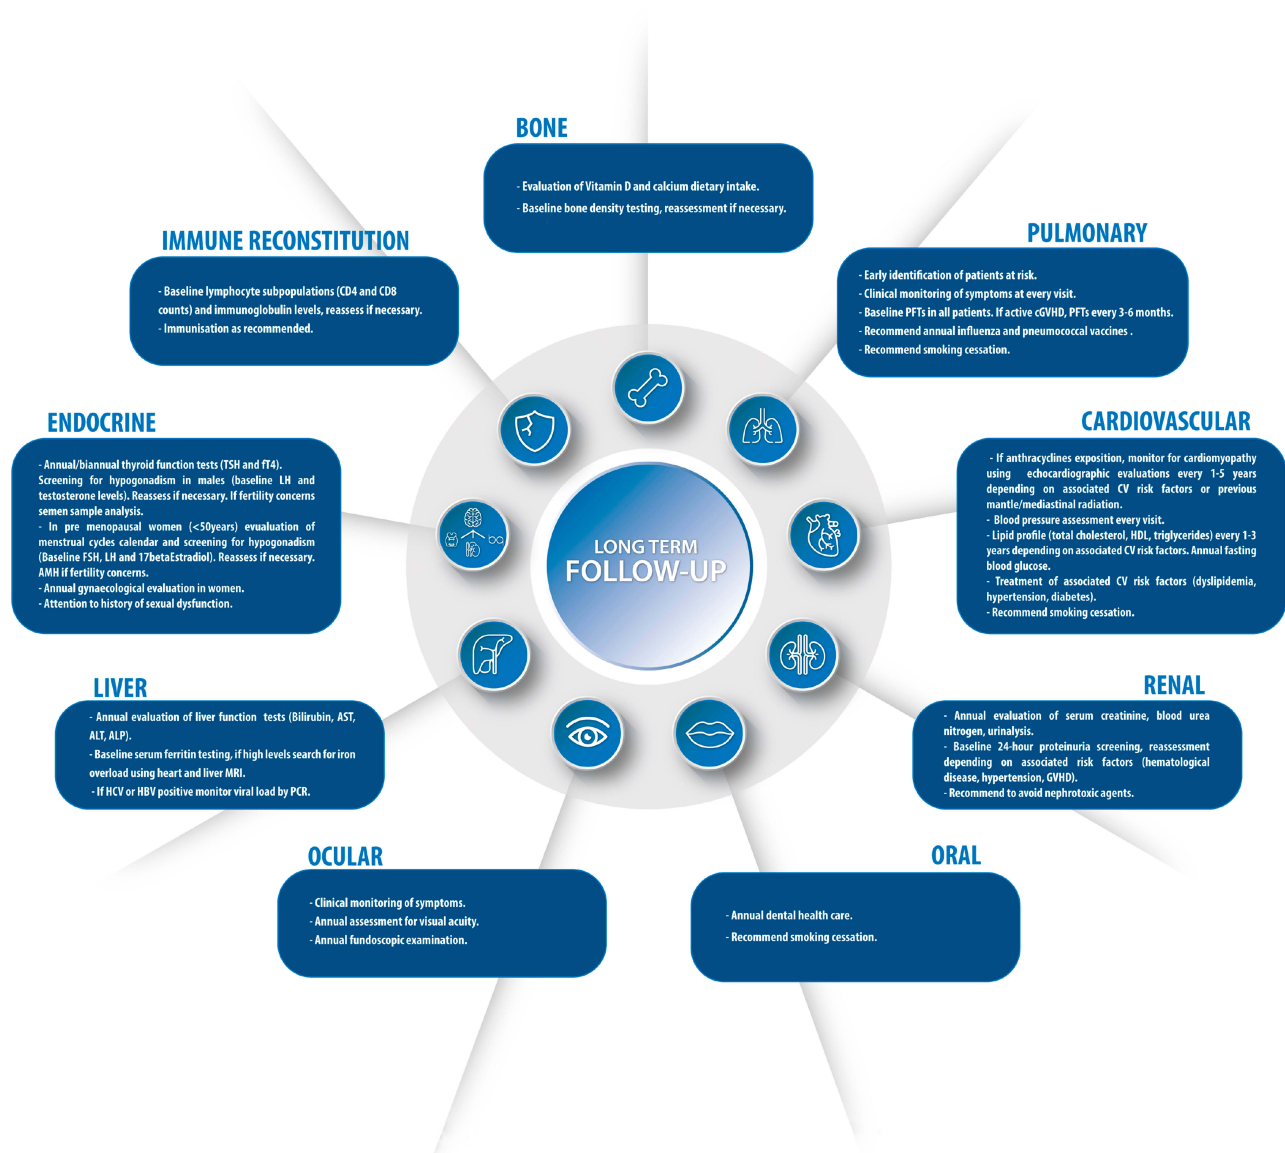 BONE
- Evaluation of Vitamin D and calcium dietary intake.
- Baseline bone density testing, reassessment if necessary.
IMMUNE RECONSTITUTION
- Baseline lymphocyte subpopulations (CD4 and CD8
counts) and immunoglobulin levels, reassess if necessary.
- Immunisation as recommended.
PULMONARY
- Early identification of patients at risk.
- Clinical monitoring of symptoms at every visit.
- Baseline PFTs in all patients. If active cGVHD, PFTs every 3-6 months.
- Recommend annual influenza and pneumococcal vaccines .
- Recommend smoking cessation.
ENDOCRINE
- Annual/biannual thyroid function tests (TSH and fT4).
Screening for hypogonadism in males (baseline LH and
testosterone levels). Reassess if necessary. If fertility concerns
semen sample analysis.
- In pre menopausal women (<50years) evualuation of
menstrual cycles calendar and screening for hypogonadism
(Baseline FSH, LH and 17betaEstradiol). Reassess if necessary.
AMH if fertility concerns.
- Annual gynaecological evaluation in women.
- Attention to history of sexual dysfunction.
CARDIOVASCULAR
- If anthracyclines exposition, monitor for cardiomyopathy
using echocardiographic evaluations every 1-5 years
depending on associated CV risk factors or previous
mantle/mediastinal radiation.
- Blood pressure assessment every visit.
- Lipid profile (total cholesterol, HDL, triglycerides) every 1-3
years depending on associated CV risk factors. Annual fasting
blood glucose.
- Treatment of associated CV risk factors (dyslipidemia,
hypertension, diabetes).
- Recommend smoking cessation.
LONG TERM
FOLLOW-UP
LIVER
- Annual evaluation of liver function tests (Bilirubin, AST,
ALT, ALP).
- Baseline serum ferritin testing, if high levels search for iron
overload using heart and liver MRI.
- If HCV or HBV positive monitor viral load by PCR.
RENAL
- Annual evaluation of serum creatinine, blood urea
nitrogen, urinalysis.
- Baseline 24-hour proteinuria screening, reassessment
depending on associated risk factors (hematological
disease, hypertension, GVHD).
- Recommend to avoid nephrotoxic agents.
OCULAR
- Clinical monitoring of symptoms.
- Annual assessment for visual acuity.
- Annual fundoscopic examination.
ORAL
- Annual dental health care.
- Recommend smoking cessation.